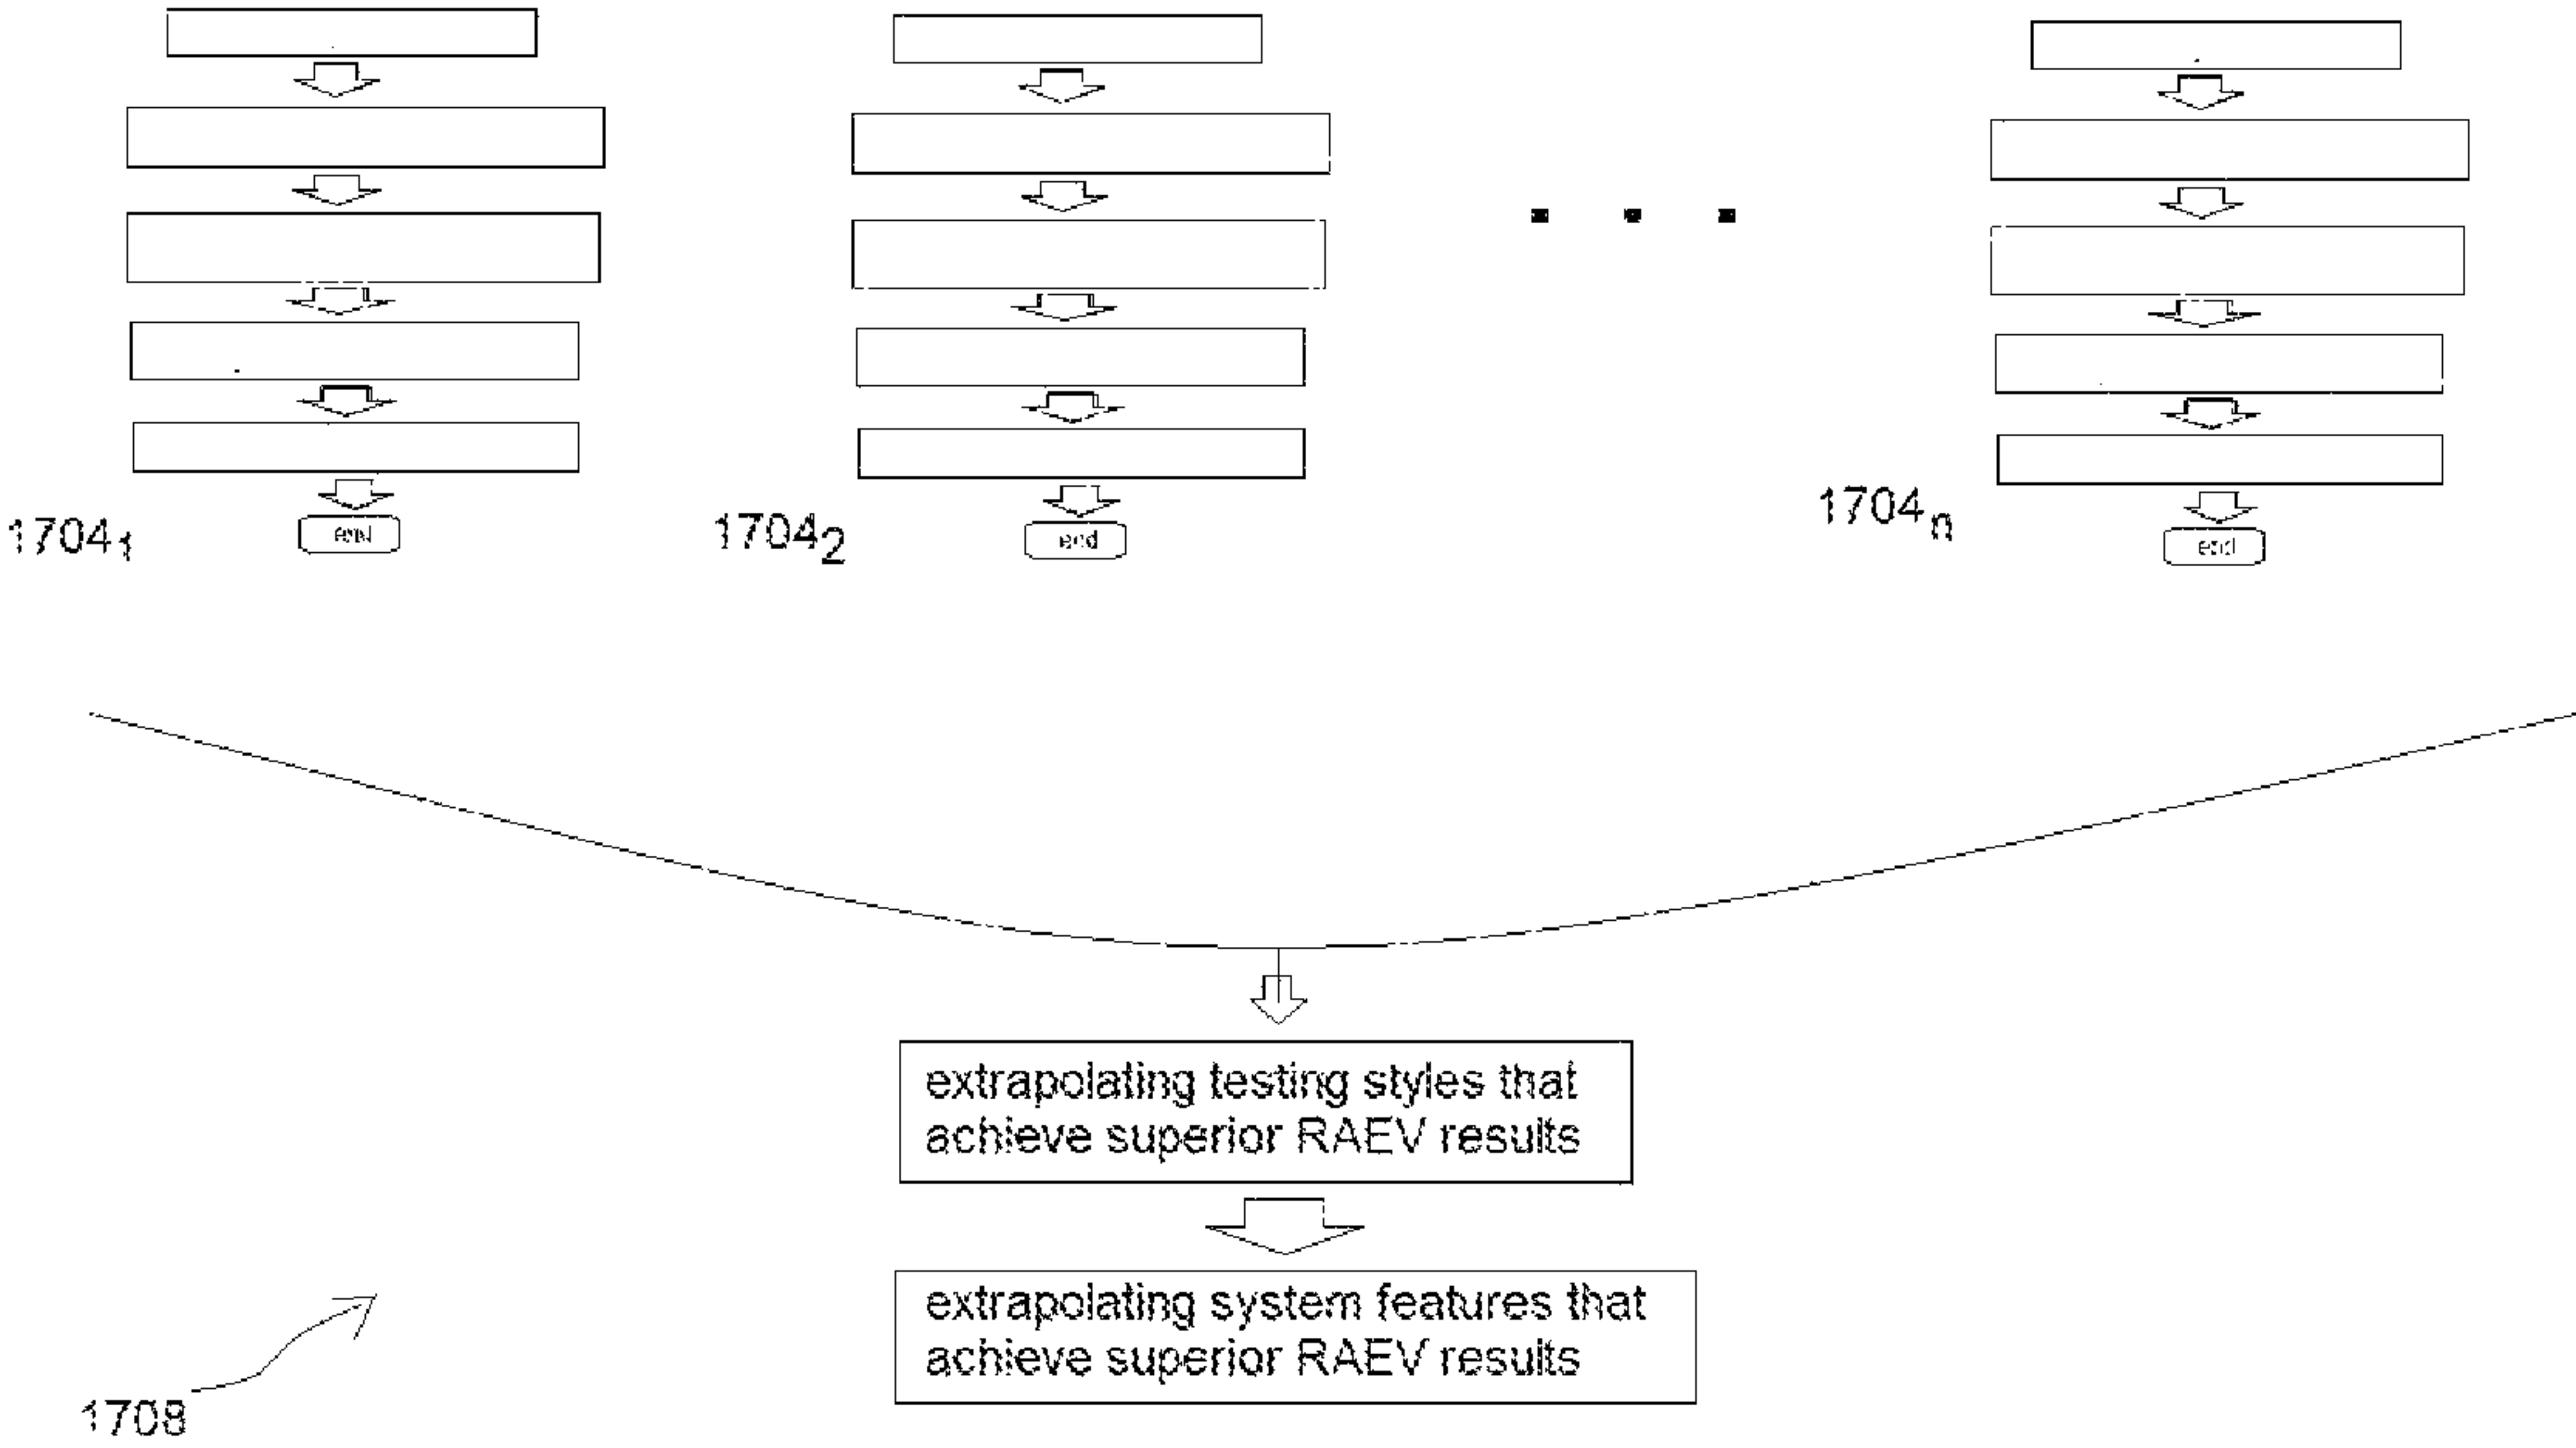 1704n
1704₁
end
1704₂
end
end
extrapolating testing styles that
achieve superior RAEV results
extrapolating system features that
achieve superior RAEV results
1708